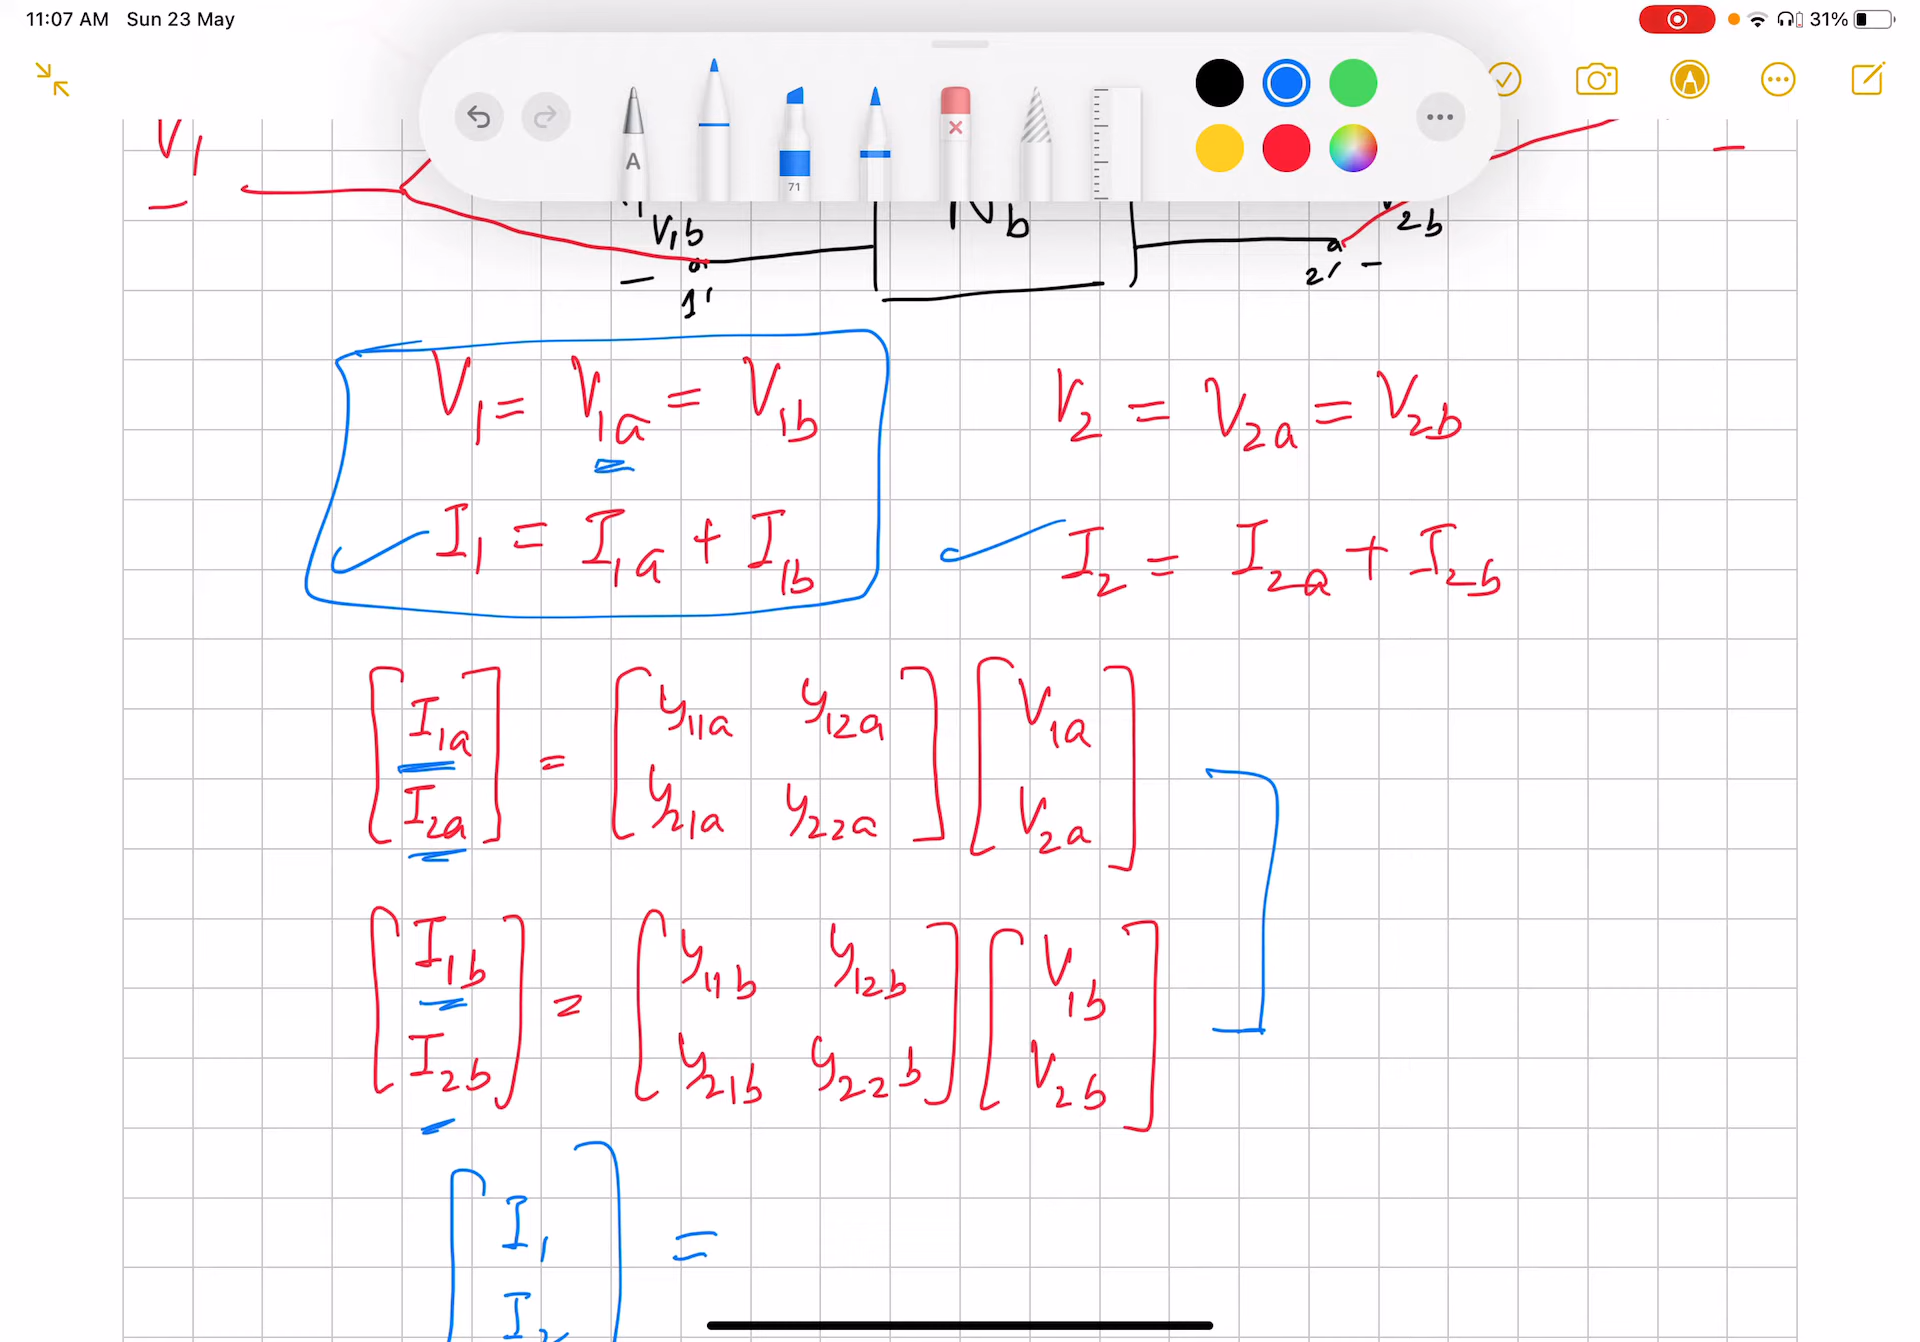 11:07 AM Sun 23 May 31%
A
71
V1
V1b
Nb
2b
1'
2'
V1 = V1a = V1b V2 = V2a = V2b
I1 = I1a + I1b I2 = I2a + I2b
[I1a I2a] = [y11a y12a y21a y22a] [V1a V2a]
[I1b I2b] = [y11b y12b y21b y22b] [V1b V2b]
[I1 I2] =